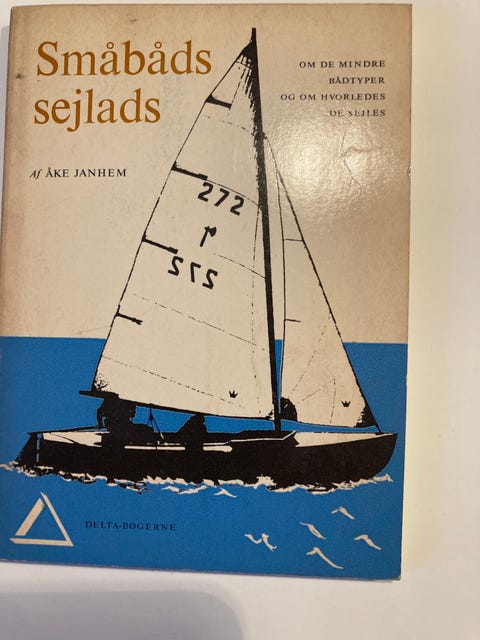 Småbåds
sejlads
OM DE MINDRE
BÅDTYPER
OG OM HVORLEDES
DE SEJLES
Af ÅKE JANHEM
272
272
DELTA-BØGERNE